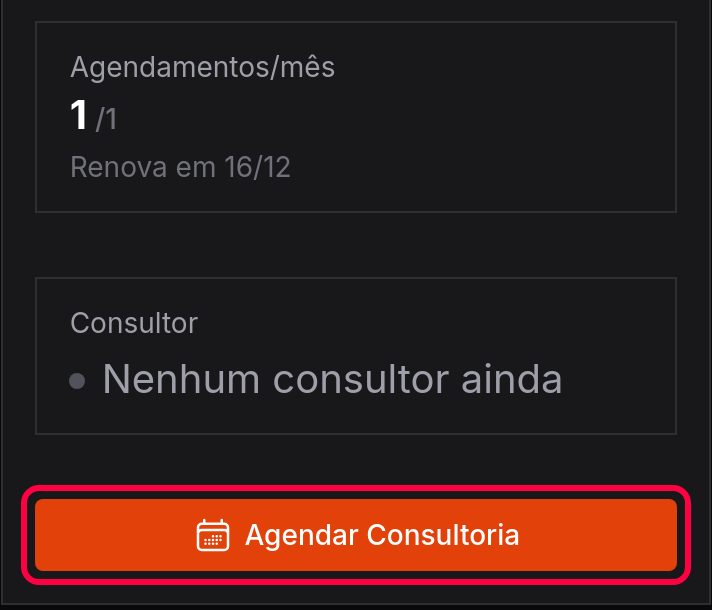 Agendamentos/mês
1 /1
Renova em 16/12
Consultor
Nenhum consultor ainda
Agendar Consultoria